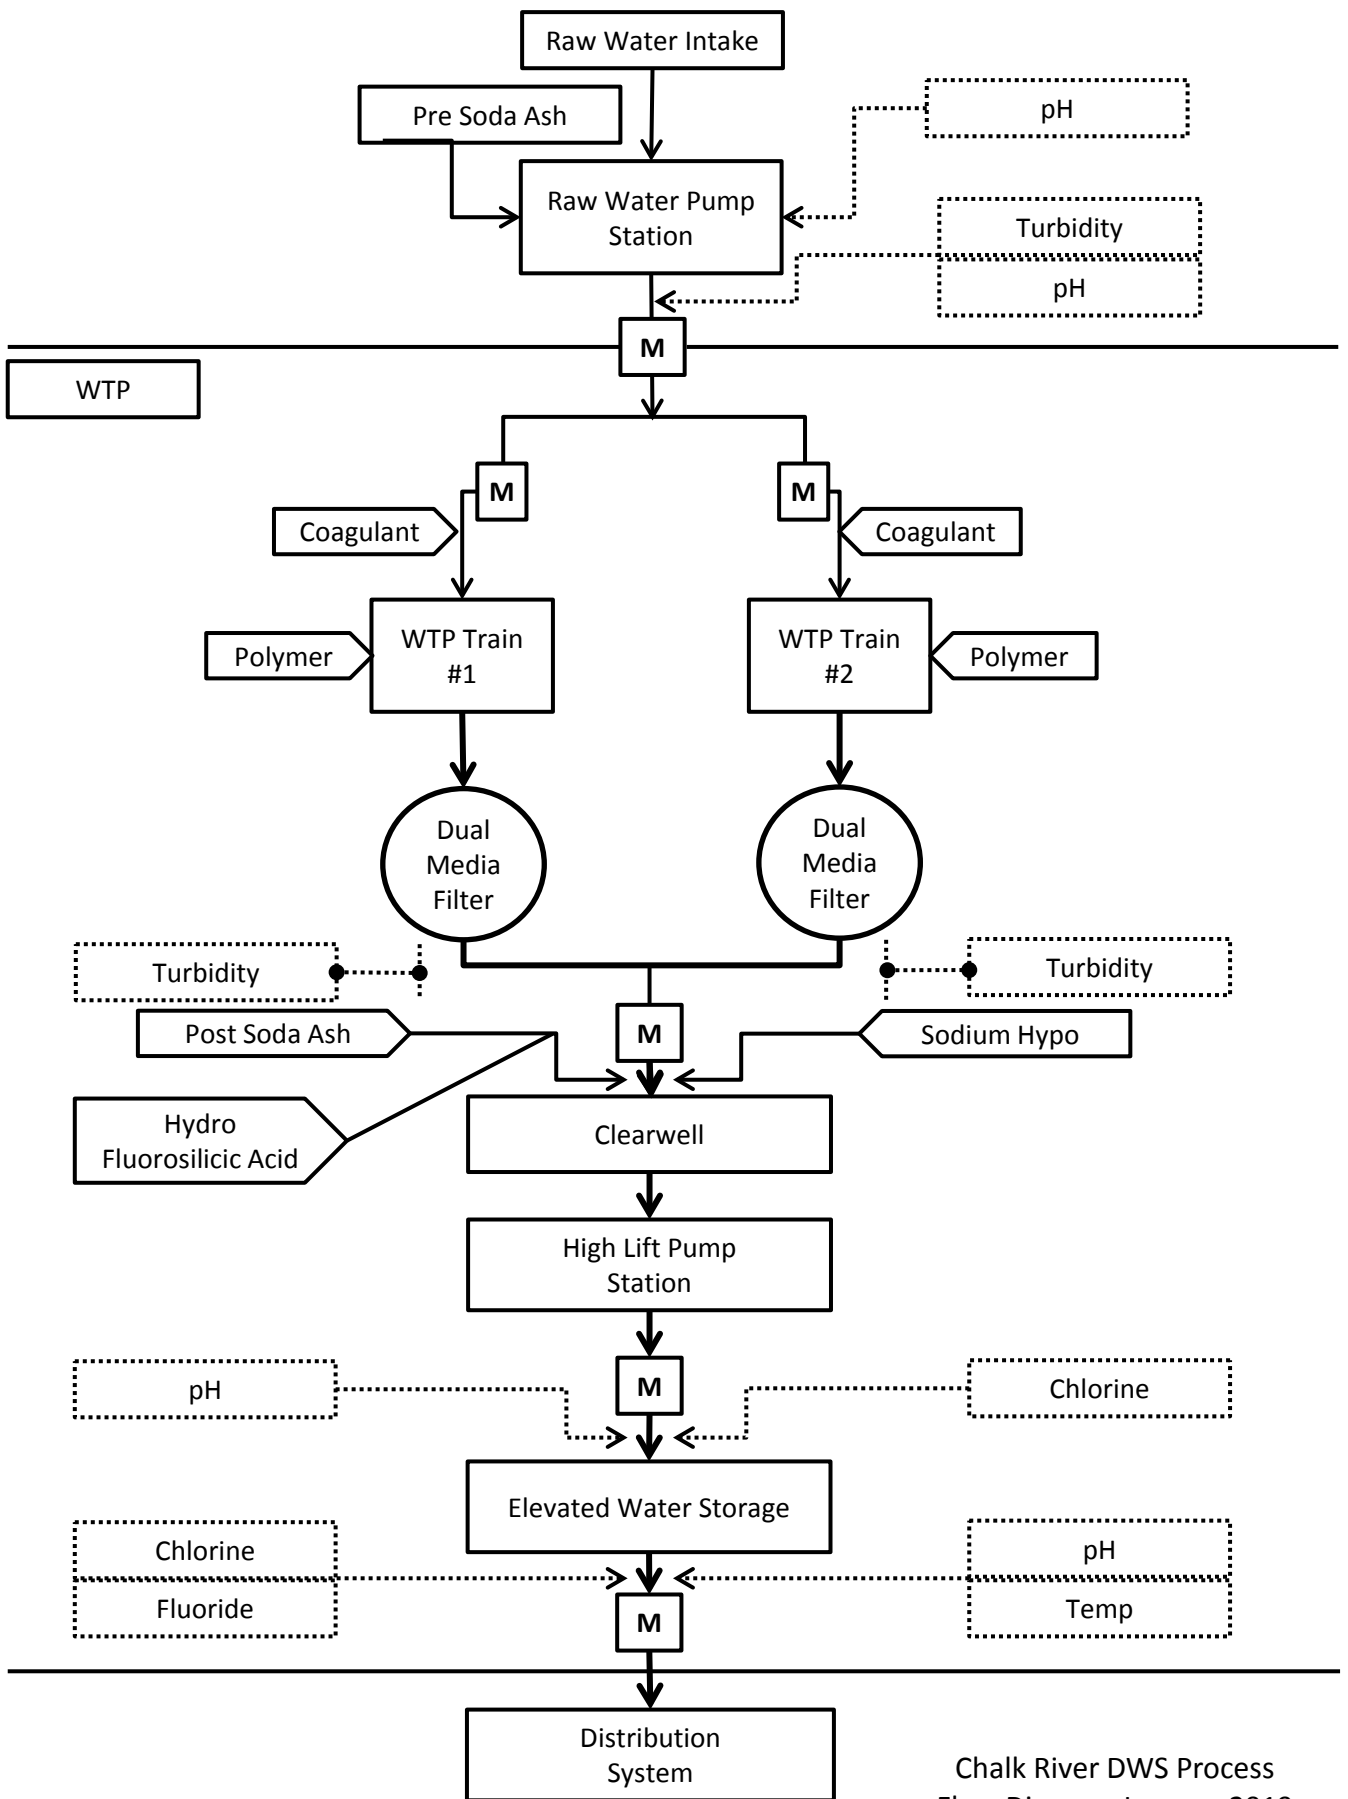 Raw Water Intake
Pre Soda Ash
pH
Raw Water Pump
Station
Turbidity
pH
M
WTP
M
M
Coagulant
Coagulant
WTP Train
#1
WTP Train
#2
Polymer
Polymer
Dual
Media
Filter
Dual
Media
Filter
Turbidity
Turbidity
Post Soda Ash
M
Sodium Hypo
Hydro
Fluorosilicic Acid
Clearwell
High Lift Pump
Station
pH
M
Chlorine
Elevated Water Storage
Chlorine
Fluoride
pH
Temp
M
Distribution
System
Chalk River DWS Process